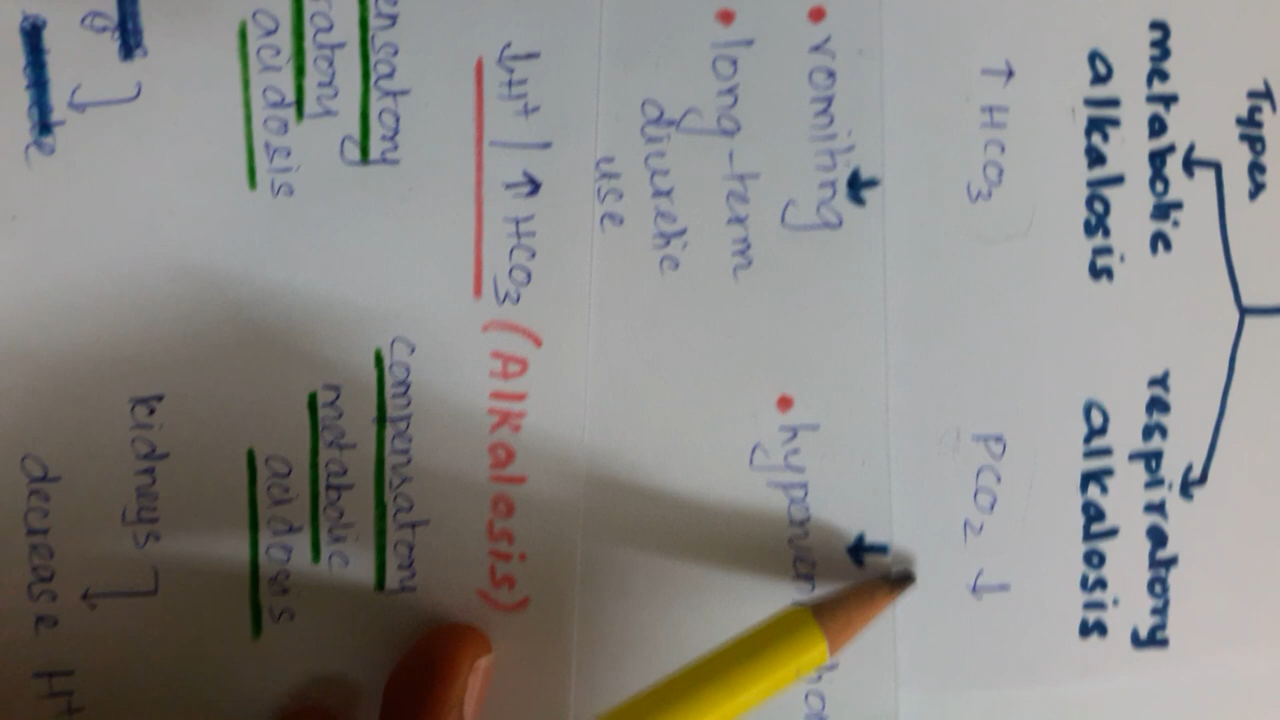 Types
metabolic
alkalosis
respiratory
alkalosis
↑ HCO3
PCO2 ↓
• vomiting
• long-term
diuretic
use
•
↓H+ / ↑ HCO3 (Alkalosis)
acidosis
compensatory
metabolic
acidosis
kidneys
decrease H+